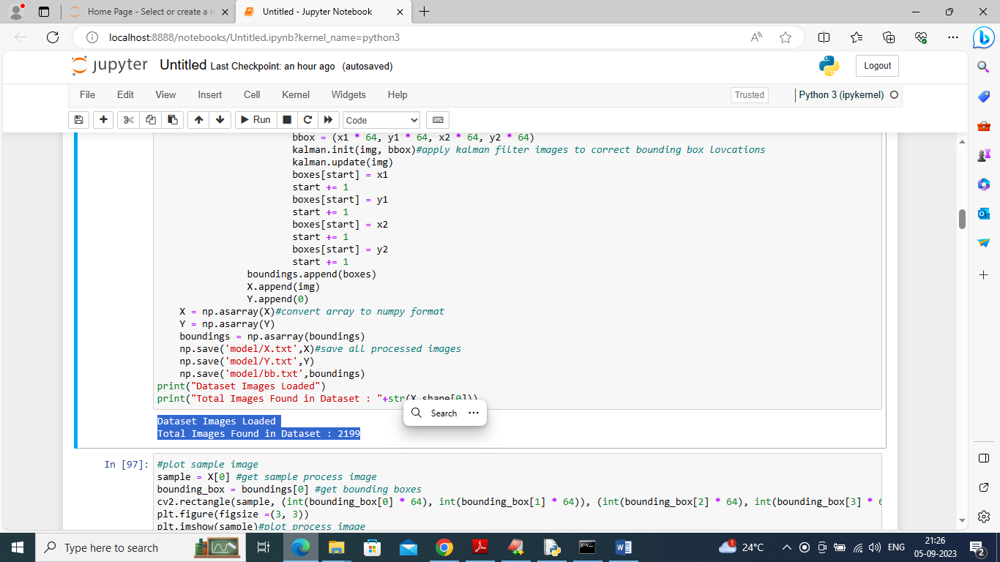 Home Page - Select or create a n
Untitled - Jupyter Notebook
localhost:8888/notebooks/Untitled.ipynb?kernel_name=python3
jupyter Untitled Last Checkpoint: an hour ago (autosaved)
Logout
File Edit View Insert Cell Kernel Widgets Help
Trusted
Python 3 (ipykernel)
Run
Code
bbox = (x1 * 64, y1 * 64, x2 * 64, y2 * 64)
kalman.init(img, bbox)#apply kalman filter images to correct bounding box lovcations
kalman.update(img)
boxes[start] = x1
start += 1
boxes[start] = y1
start += 1
boxes[start] = x2
start += 1
boxes[start] = y2
start += 1
boundings.append(boxes)
X.append(img)
Y.append(0)
X = np.asarray(X)#convert array to numpy format
Y = np.asarray(Y)
boundings = np.asarray(boundings)
np.save('model/X.txt',X)#save all processed images
np.save('model/Y.txt',Y)
np.save('model/bb.txt',boundings)
print("Dataset Images Loaded")
print("Total Images Found in Dataset : "+str(X.shape[0]))
Search
Dataset Images Loaded
Total Images Found in Dataset : 2199
In [97]:
#plot sample image
sample = X[0] #get sample process image
bounding_box = boundings[0] #get bounding boxes
cv2.rectangle(sample, (int(bounding_box[0] * 64), int(bounding_box[1] * 64)), (int(bounding_box[2] * 64), int(bounding_box[3] * 6
plt.figure(figsize =(3, 3))
plt.imshow(sample)#plot process image
Type here to search
24°C
ENG
21:26
05-09-2023
2